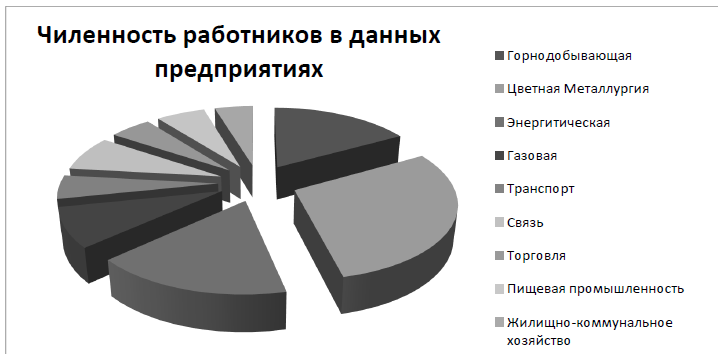 Чиленность работников в данных
предприятиях
Горнодобывающая
Цветная Металлургия
Энергитическая
Газовая
Транспорт
Связь
Торговля
Пищевая промышленность
Жилищно-коммунальное
хозяйство